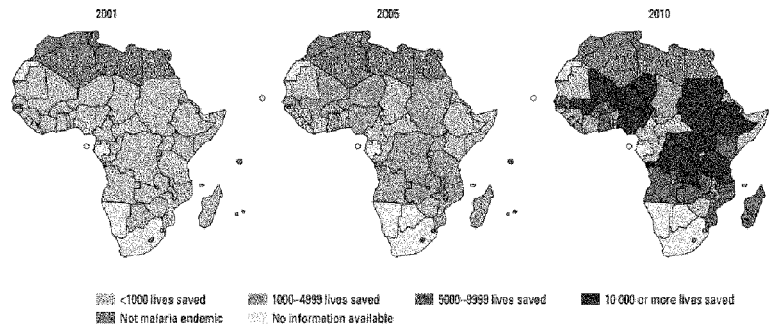 2001 2005 2010
<1000 lives saved 1000–4999 lives saved 5000–9999 lives saved 10 000 or more lives saved
Not malaria endemic No information available